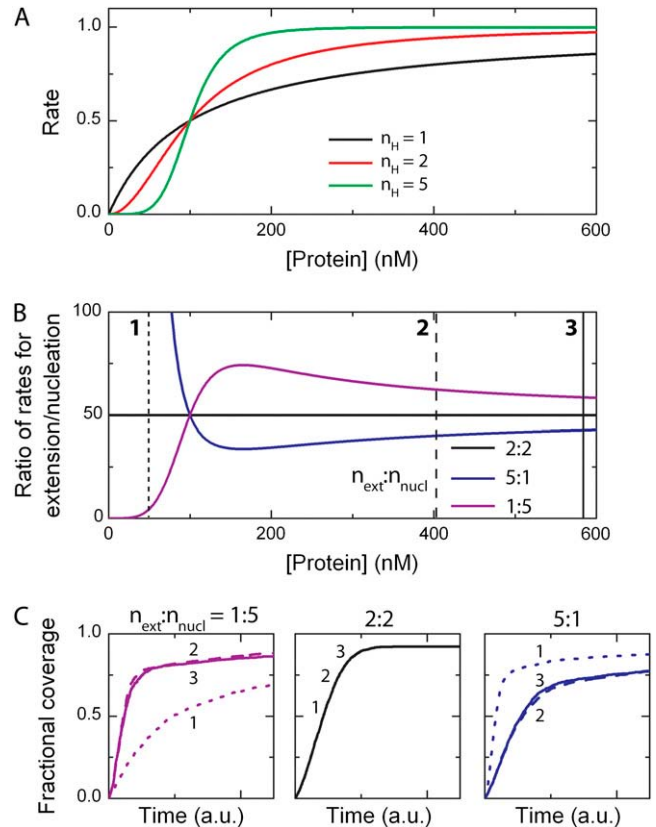 A
1.0
0.5
0.0
Rate
n_H = 1
n_H = 2
n_H = 5
0
200
400
600
[Protein] (nM)
B
100
50
0
Ratio of rates for
extension/nucleation
1
2
3
n_ext:n_nucl
2:2
5:1
1:5
0
200
400
600
[Protein] (nM)
C
n_ext:n_nucl = 1:5
2:2
5:1
1.0
0.5
0.0
Fractional coverage
2
3
1
3
2
1
1
3
2
Time (a.u.)
Time (a.u.)
Time (a.u.)